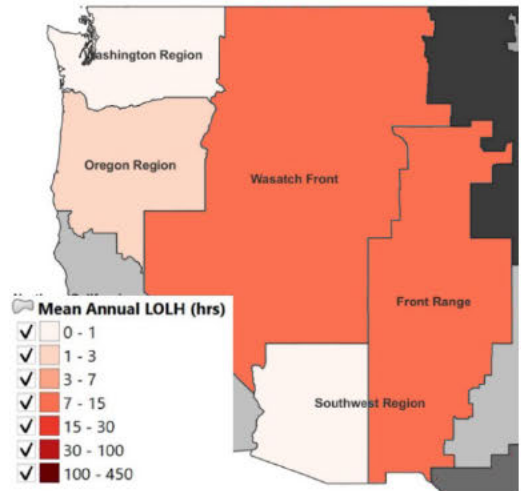 Washington Region
Oregon Region
Wasatch Front
Front Range
Southwest Region
Mean Annual LOLH (hrs)
0 - 1
1 - 3
3 - 7
7 - 15
15 - 30
30 - 100
100 - 450